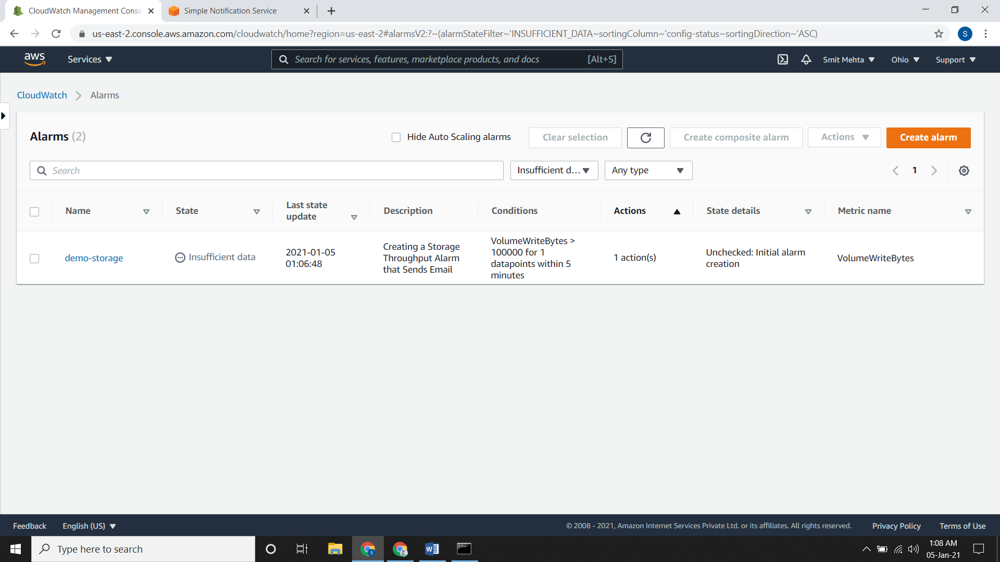 CloudWatch Management Conso
Simple Notification Service
us-east-2.console.aws.amazon.com/cloudwatch/home?region=us-east-2#alarmsV2:?~(alarmStateFilter~'INSUFFICIENT_DATA~sortingColumn~'config-status~sortingDirection~'ASC)
S
aws
Services
Search for services, features, marketplace products, and docs
[Alt+S]
Smit Mehta
Ohio
Support
CloudWatch
Alarms
Alarms (2)
Hide Auto Scaling alarms
Clear selection
Create composite alarm
Actions
Create alarm
Search
Insufficient d...
Any type
1
Name
State
Last state
update
Description
Conditions
Actions
State details
Metric name
demo-storage
Insufficient data
2021-01-05
01:06:48
Creating a Storage
Throughput Alarm
that Sends Email
VolumeWriteBytes >
100000 for 1
datapoints within 5
minutes
1 action(s)
Unchecked: Initial alarm
creation
VolumeWriteBytes
Feedback
English (US)
© 2008 - 2021, Amazon Internet Services Private Ltd. or its affiliates. All rights reserved.
Privacy Policy
Terms of Use
Type here to search
1:08 AM
05-Jan-21